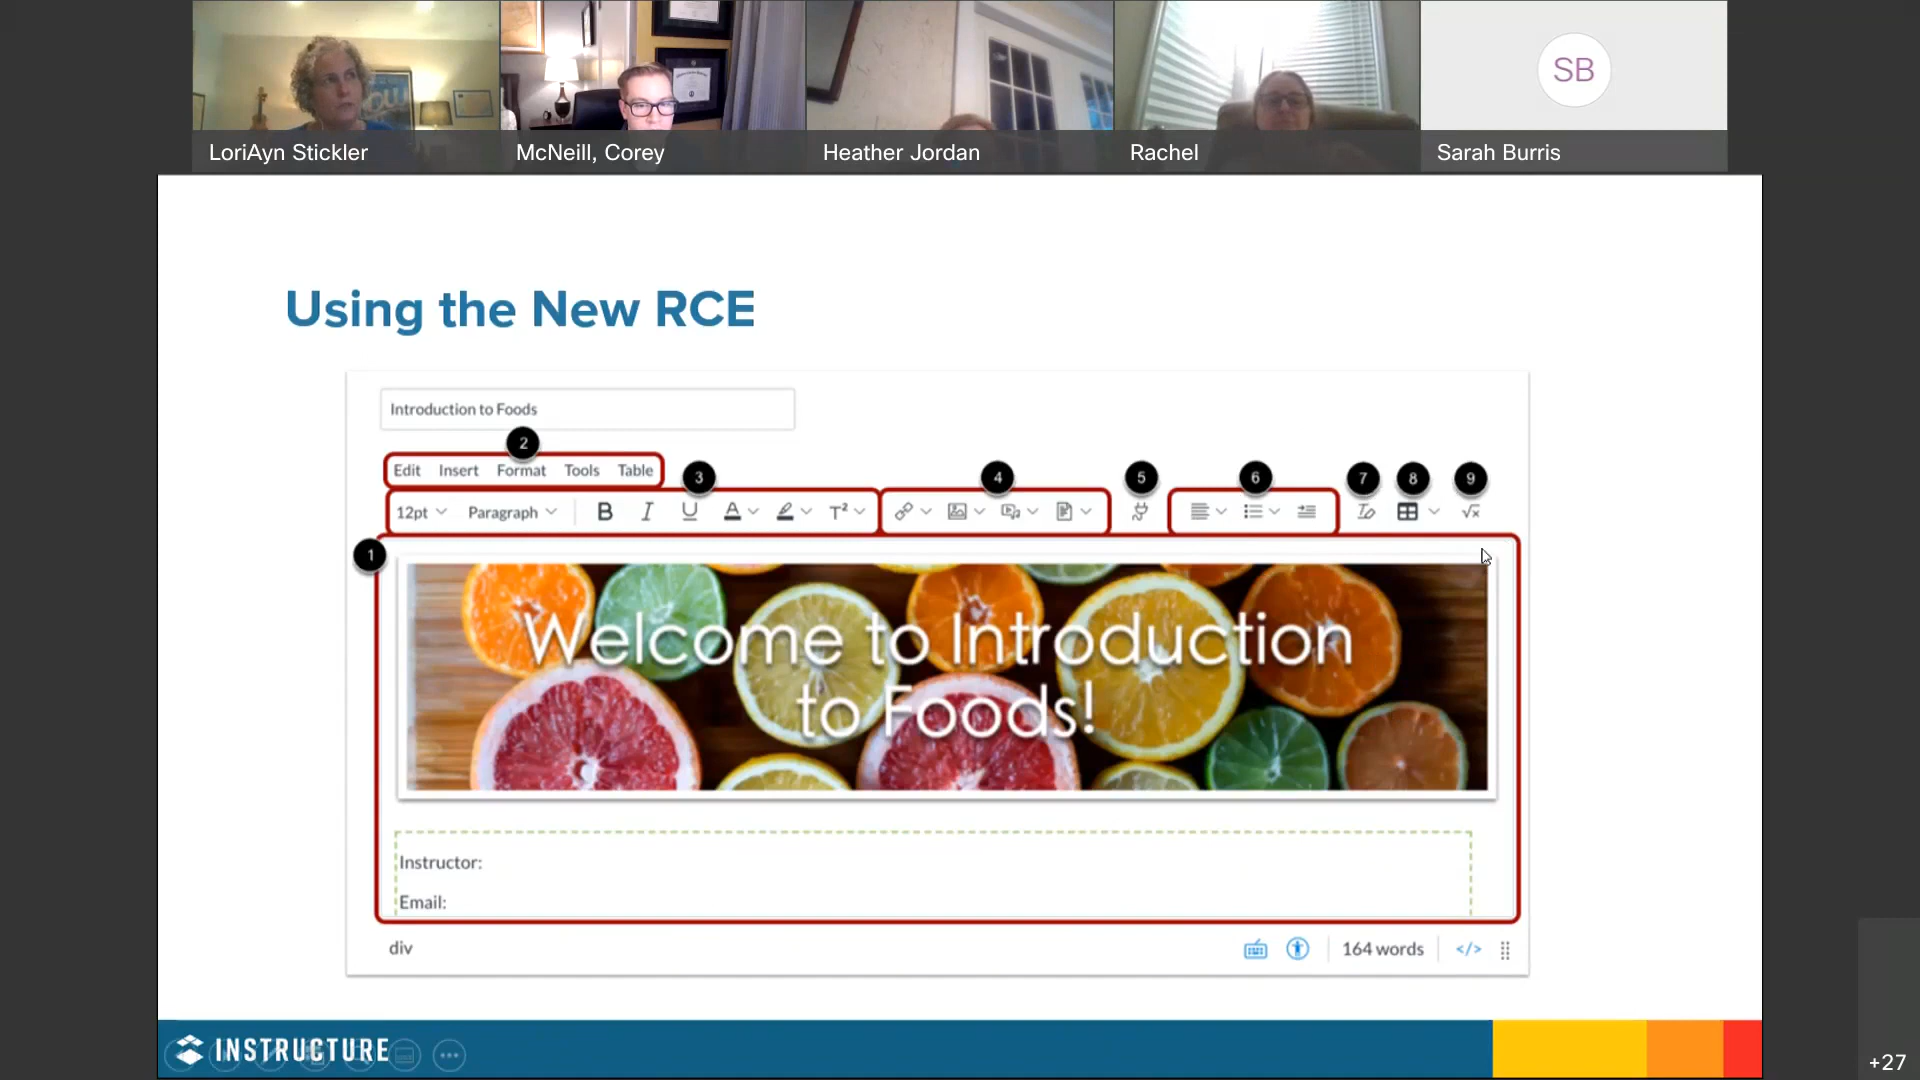 SB
LoriAyn Stickler
McNeill, Corey
Heather Jordan
Rachel
Sarah Burris
Using the New RCE
Introduction to Foods
2
Edit Insert Format Tools Table
3 4 5 6 7 8 9
12pt Paragraph B I U A T² √x
1
Welcome to Introduction
to Foods!
Instructor:
Email:
div
164 words </>
INSTRUCTURE
+27